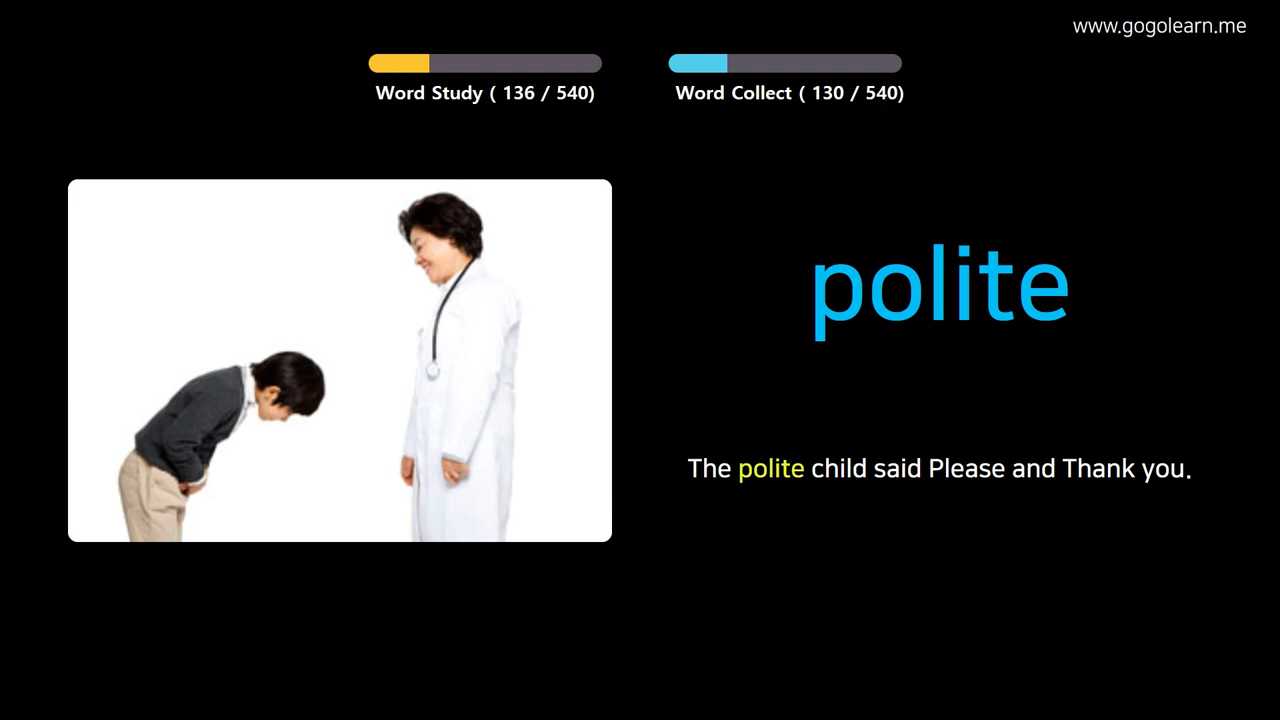 www.gogolearn.me
Word Study ( 136 / 540)
Word Collect ( 130 / 540)
polite
The polite child said Please and Thank you.